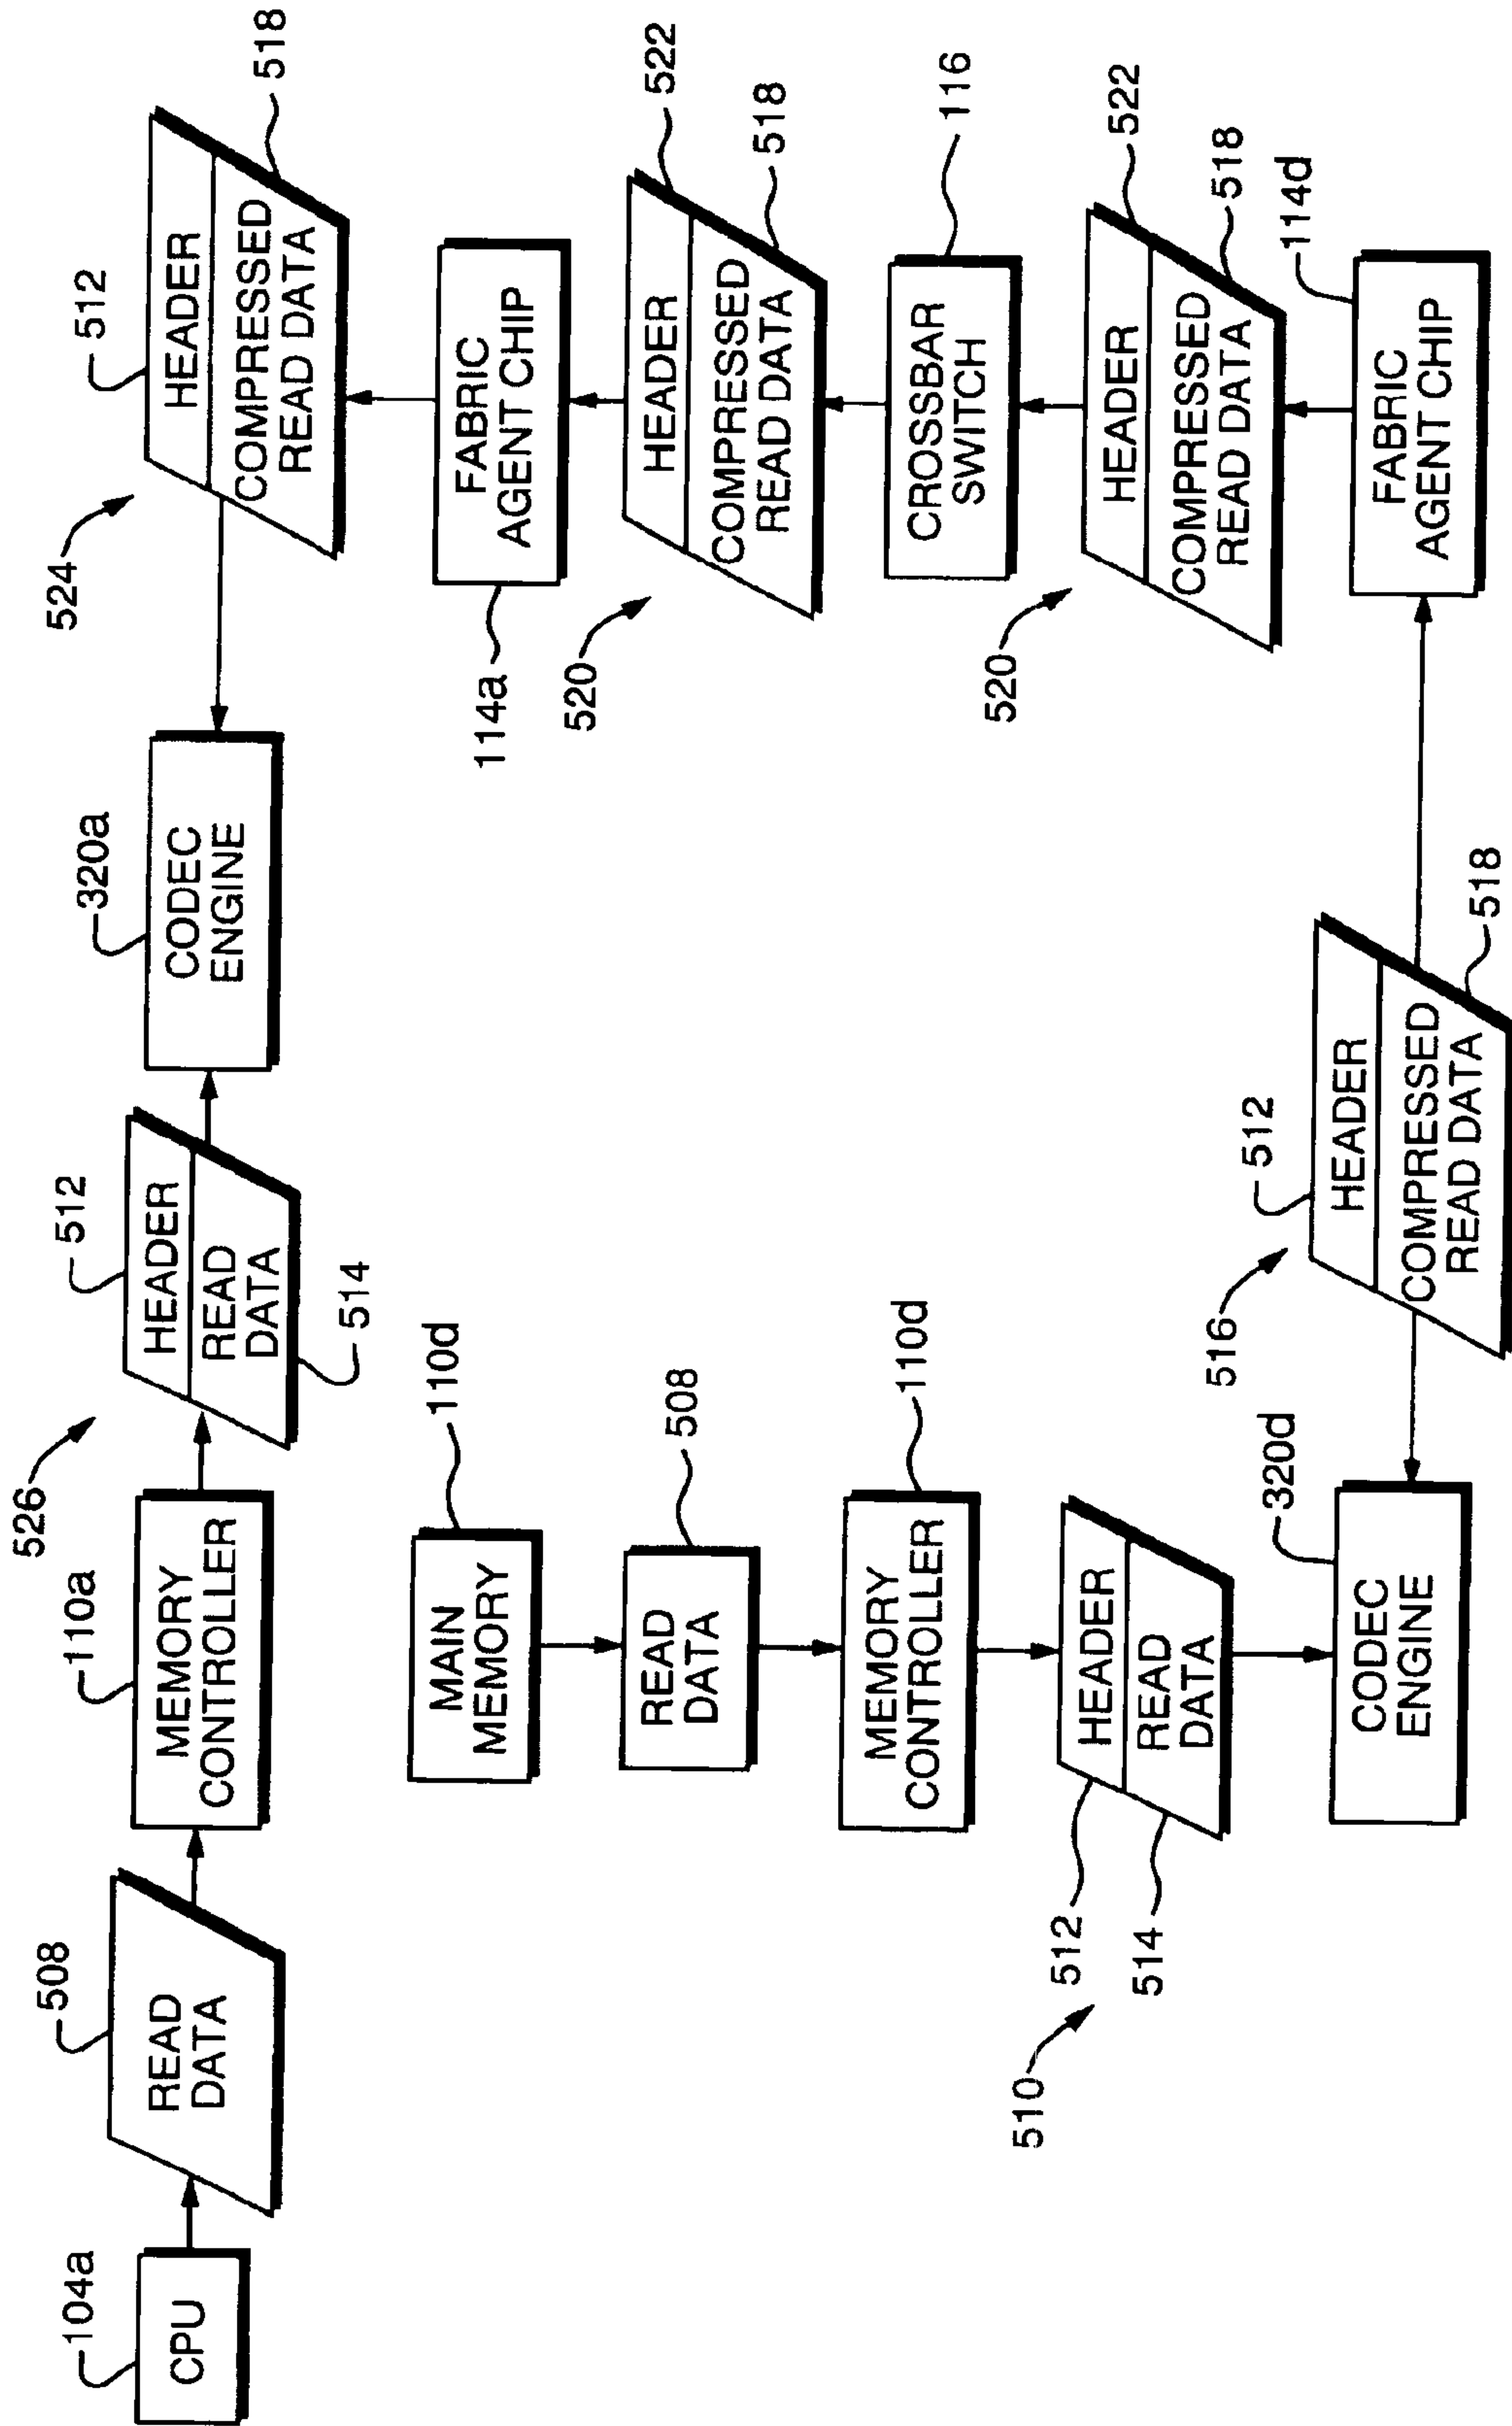 104a
CPU
508
READ
DATA
110a
MEMORY
CONTROLLER
526
512
HEADER
READ
DATA
514
320a
CODEC
ENGINE
524
512
HEADER
COMPRESSED
READ DATA
518
114a
FABRIC
AGENT CHIP
520
HEADER
COMPRESSED
READ DATA
522
518
CROSSBAR
SWITCH
116
520
HEADER
COMPRESSED
READ DATA
522
518
114d
FABRIC
AGENT CHIP
MAIN
MEMORY
110d
READ
DATA
508
MEMORY
CONTROLLER
110d
510
512
514
HEADER
READ
DATA
320d
CODEC
ENGINE
516
512
HEADER
COMPRESSED
READ DATA
518